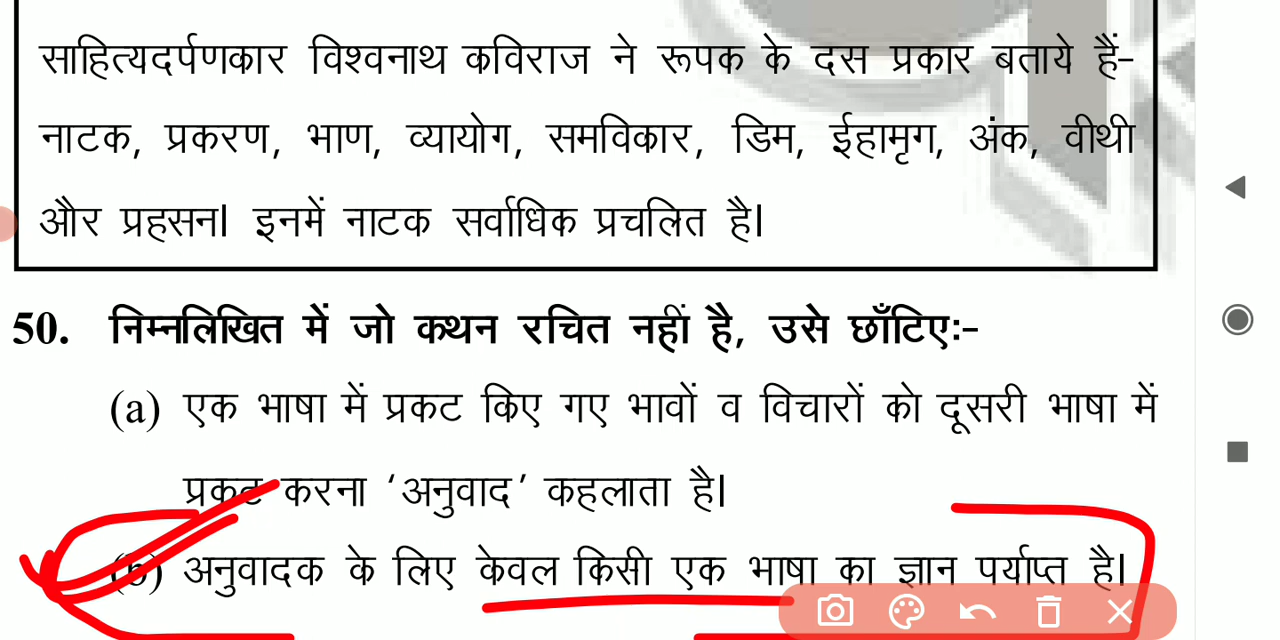 साहित्यदर्पणकार विश्वनाथ कविराज ने रूपक के दस प्रकार बताये हैं-
नाटक, प्रकरण, भाण, व्यायोग, समविकार, डिम, ईहामृग, अंक, वीथी
और प्रहसन। इनमें नाटक सर्वाधिक प्रचलित है।
50. निम्नलिखित में जो कथन रचित नहीं है, उसे छाँटिएः-
(a) एक भाषा में प्रकट किए गए भावों व विचारों को दूसरी भाषा में
प्रकट करना ‘अनुवाद’ कहलाता है।
(b) अनुवादक के लिए केवल किसी एक भाषा का ज्ञान पर्याप्त है।